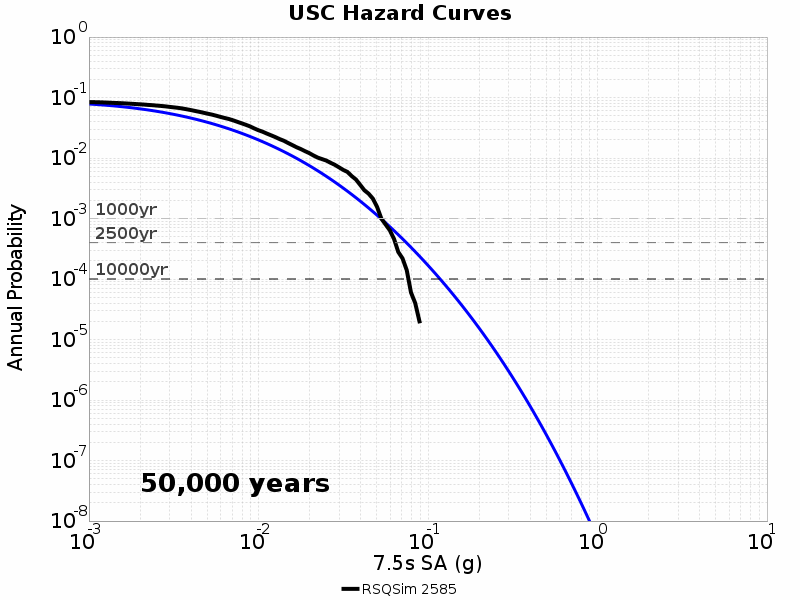 USC Hazard Curves
Annual Probability
10^0
10^-1
10^-2
10^-3
10^-4
10^-5
10^-6
10^-7
10^-8
1000yr
2500yr
10000yr
50,000 years
10^-3 10^-2 10^-1 10^0 10^1
7.5s SA (g)
RSQSim 2585